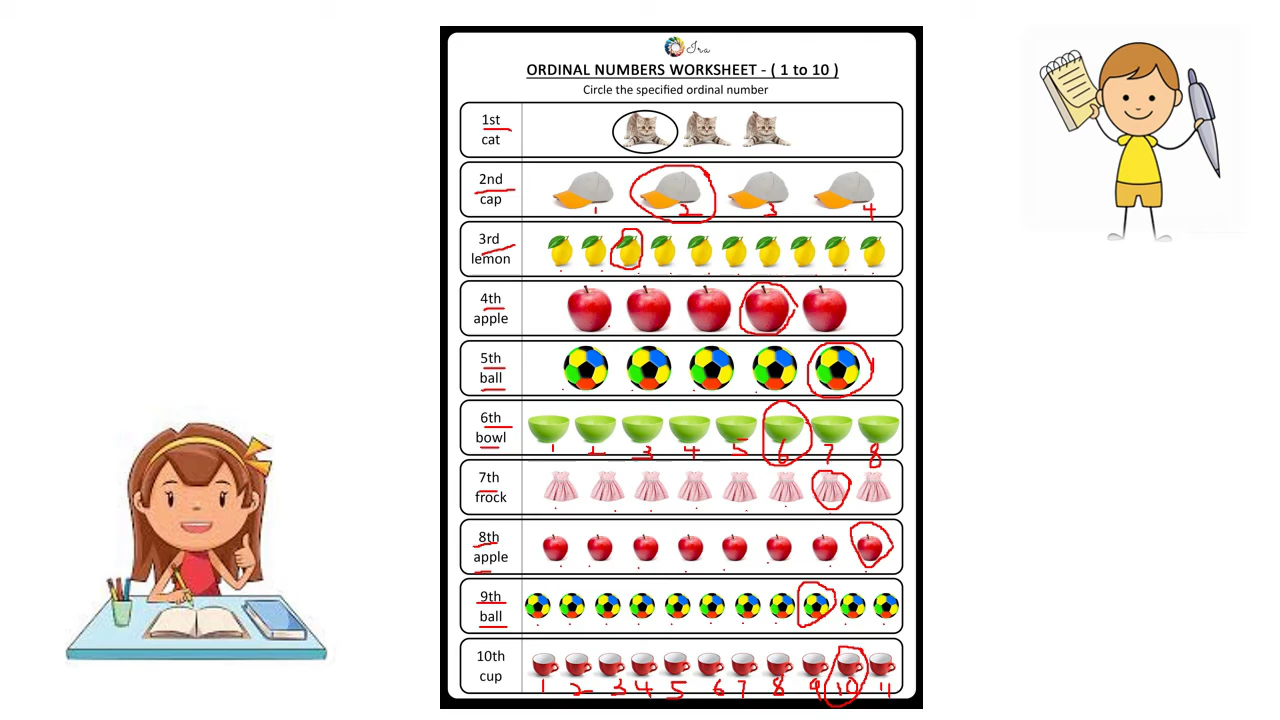 Ira
ORDINAL NUMBERS WORKSHEET - ( 1 to 10 )
Circle the specified ordinal number
1st
cat
2nd
cap
1 2 3 4
3rd
lemon
4th
apple
5th
ball
6th
bowl
1 2 3 4 5 6 7 8
7th
frock
8th
apple
9th
ball
10th
cup
1 2 3 4 5 6 7 8 9 10 11